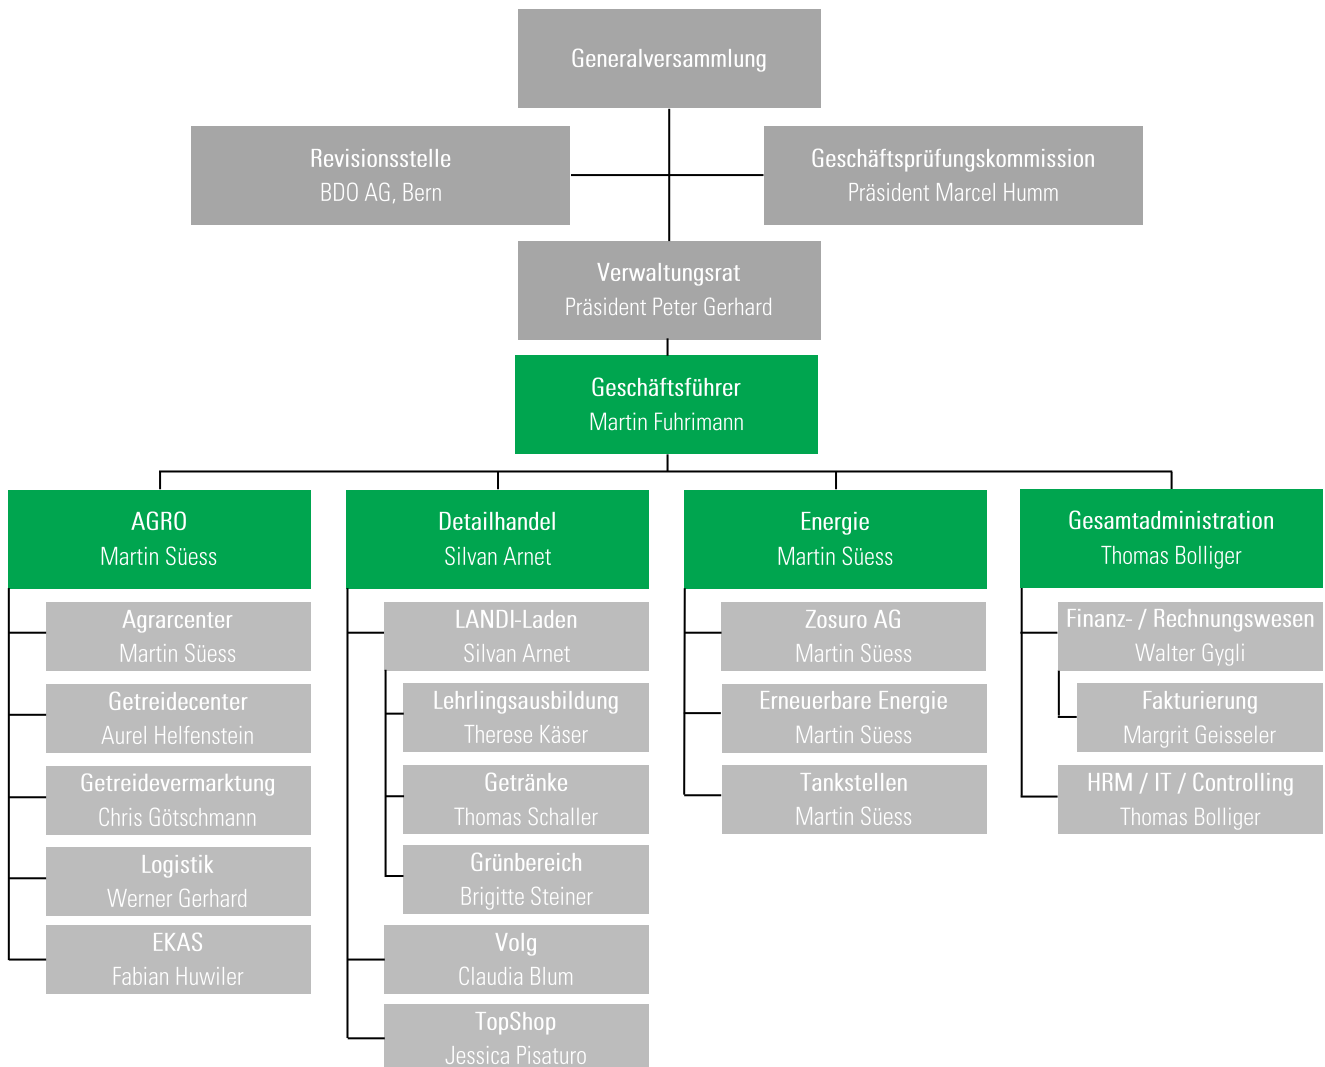 Generalversammlung
Revisionsstelle
BDO AG, Bern
Geschäftsprüfungskommission
Präsident Marcel Humm
Verwaltungsrat
Präsident Peter Gerhard
Geschäftsführer
Martin Fuhrimann
AGRO
Martin Süess
Agrarcenter
Martin Süess
Getreidecenter
Aurel Helfenstein
Getreidevermarktung
Chris Götschmann
Logistik
Werner Gerhard
EKAS
Fabian Huwiler
Detailhandel
Silvan Arnet
LANDI-Laden
Silvan Arnet
Lehrlingsausbildung
Therese Käser
Getränke
Thomas Schaller
Grünbereich
Brigitte Steiner
Volg
Claudia Blum
TopShop
Jessica Pisaturo
Energie
Martin Süess
Zosuro AG
Martin Süess
Erneuerbare Energie
Martin Süess
Tankstellen
Martin Süess
Gesamtadministration
Thomas Bolliger
Finanz- / Rechnungswesen
Walter Gygli
Fakturierung
Margrit Geisseler
HRM / IT / Controlling
Thomas Bolliger